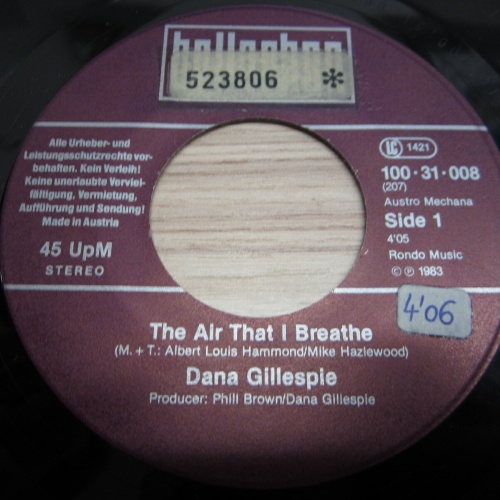 bellaphon
523806 *
Alle Urheber- und
Leistungsschutzrechte vor-
behalten. Kein Verleih!
Keine unerlaubte Verviel-
fältigung, Vermietung,
Aufführung und Sendung!
Made in Austria
45 UpM
STEREO
LC 1421
100·31·008
(207)
Austro Mechana
Side 1
4'05
Rondo Music
© ℗ 1983
4'06
The Air That I Breathe
(M. + T.: Albert Louis Hammond/Mike Hazlewood)
Dana Gillespie
Producer: Phill Brown/Dana Gillespie